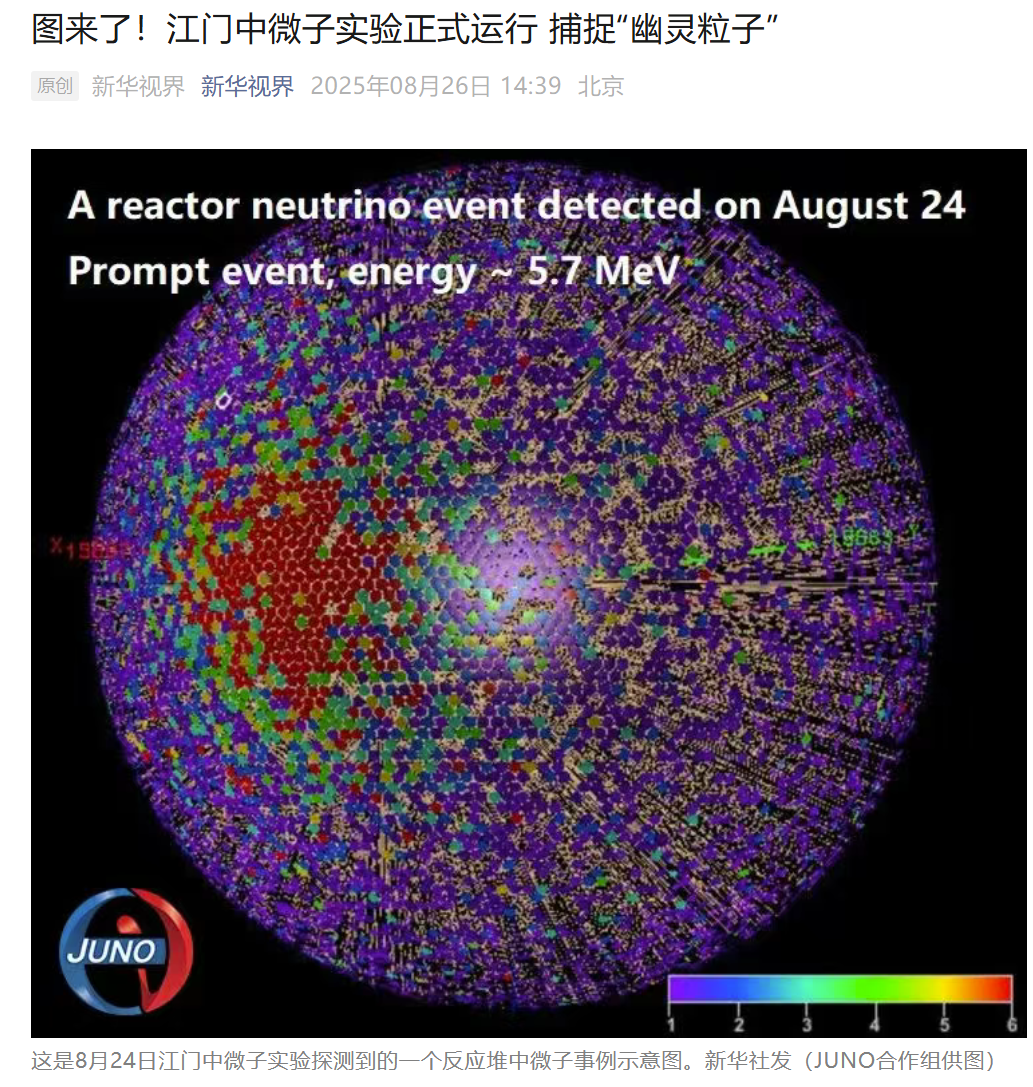 图来了！江门中微子实验正式运行 捕捉“幽灵粒子”
原创 新华视界 新华视界 2025年08月26日 14:39 北京
A reactor neutrino event detected on August 24
Prompt event, energy ~ 5.7 MeV
JUNO
1 2 3 4 5 6
这是8月24日江门中微子实验探测到的一个反应堆中微子事例示意图。新华社发（JUNO合作组供图）